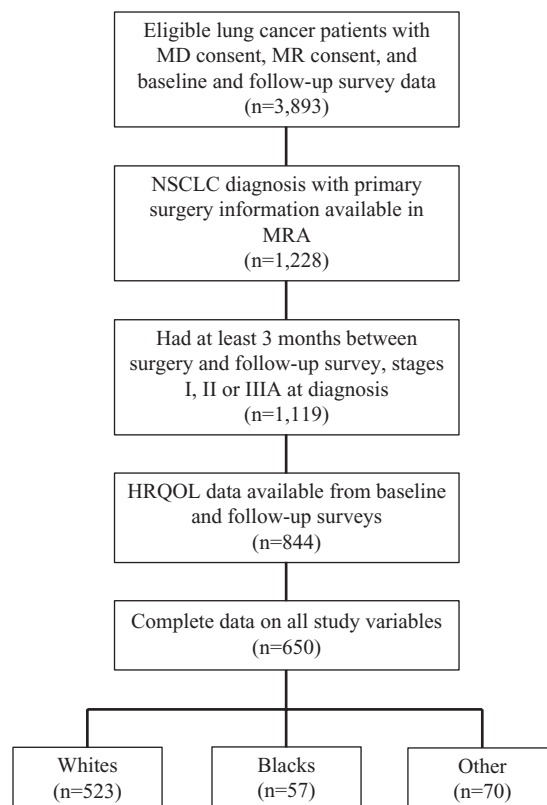 Eligible lung cancer patients with
MD consent, MR consent, and
baseline and follow-up survey data
(n=3,893)
NSCLC diagnosis with primary
surgery information available in
MRA
(n=1,228)
Had at least 3 months between
surgery and follow-up survey, stages
I, II or IIIA at diagnosis
(n=1,119)
HRQOL data available from baseline
and follow-up surveys
(n=844)
Complete data on all study variables
(n=650)
Whites
(n=523)
Blacks
(n=57)
Other
(n=70)